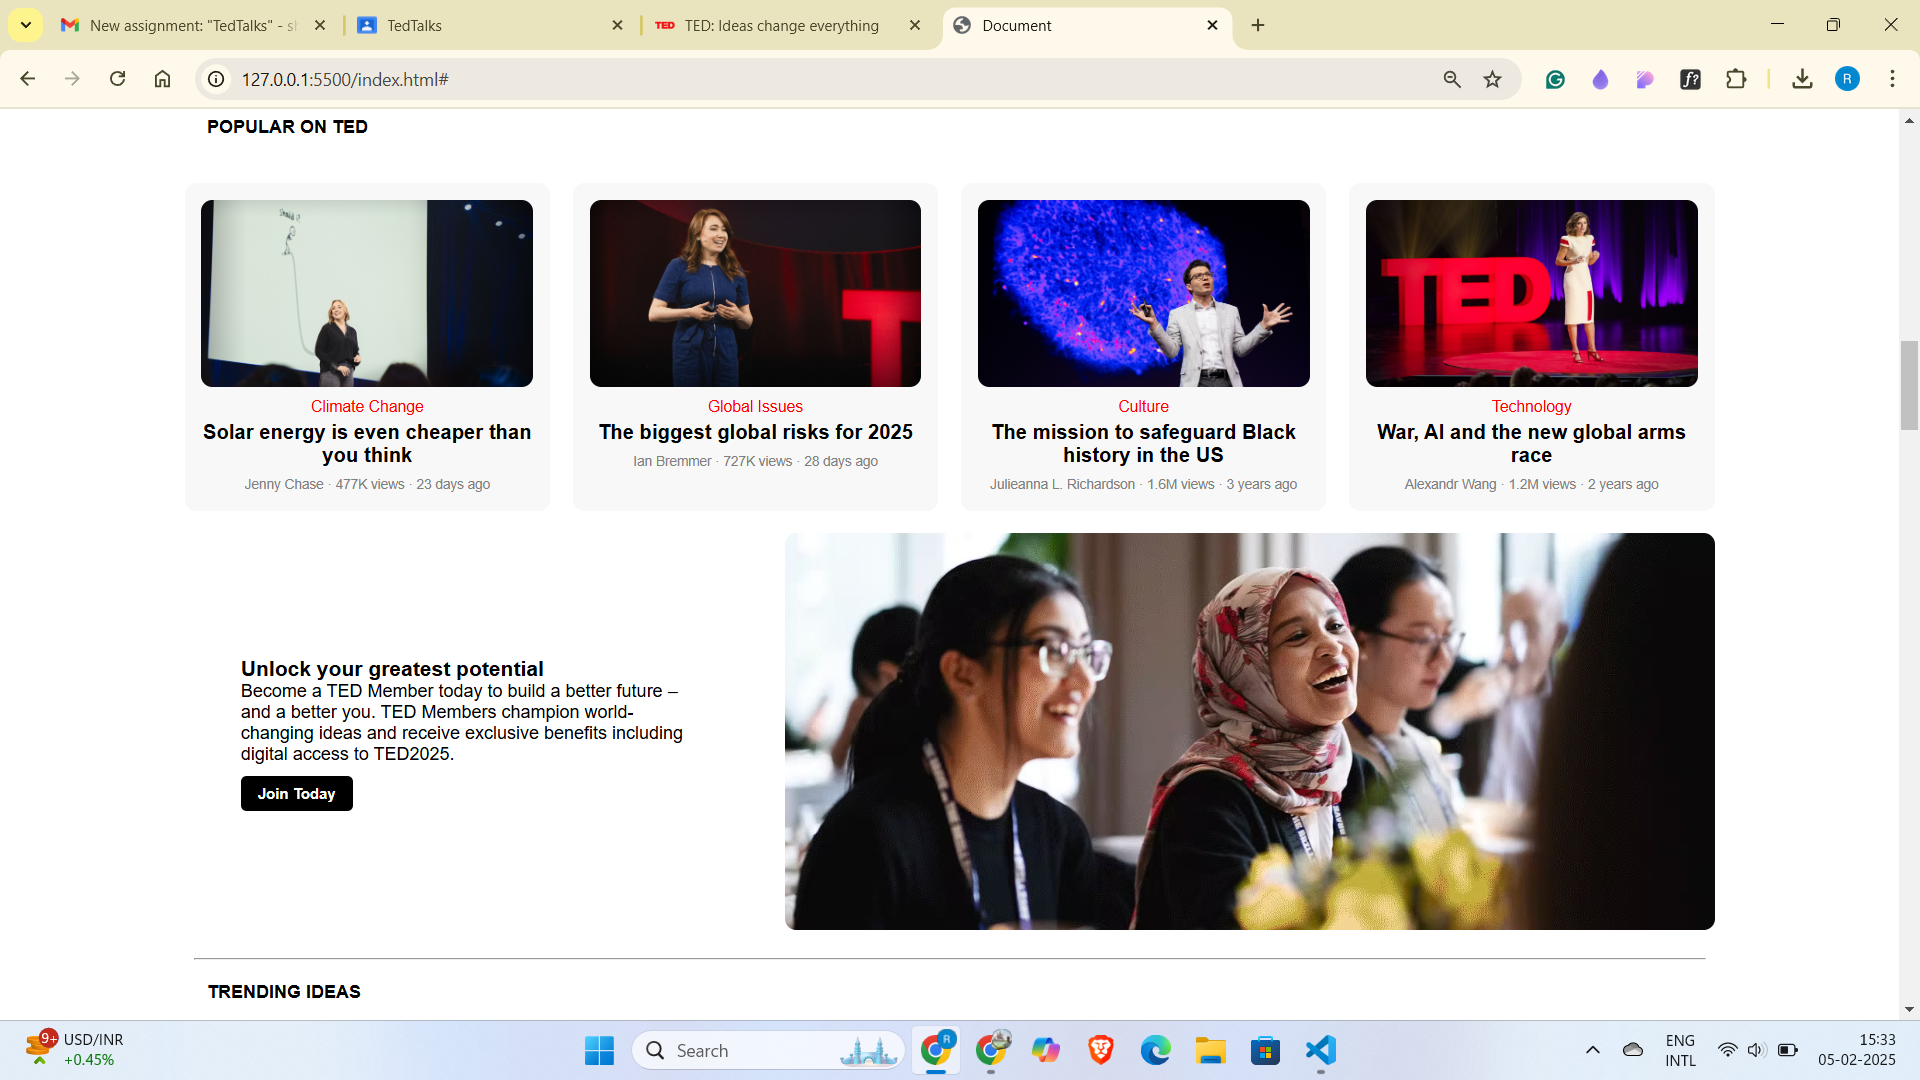 New assignment: "TedTalks" - sh
TedTalks
TED
TED: Ideas change everything
Document
127.0.0.1:5500/index.html#
R
POPULAR ON TED
Should I?
T
TED
Climate Change
Global Issues
Culture
Technology
Solar energy is even cheaper than
you think
The biggest global risks for 2025
The mission to safeguard Black
history in the US
War, AI and the new global arms
race
Jenny Chase · 477K views · 23 days ago
Ian Bremmer · 727K views · 28 days ago
Julieanna L. Richardson · 1.6M views · 3 years ago
Alexandr Wang · 1.2M views · 2 years ago
Unlock your greatest potential
Become a TED Member today to build a better future –
and a better you. TED Members champion world-
changing ideas and receive exclusive benefits including
digital access to TED2025.
Join Today
TRENDING IDEAS
9+
USD/INR
+0.45%
Search
R
ENG
INTL
15:33
05-02-2025